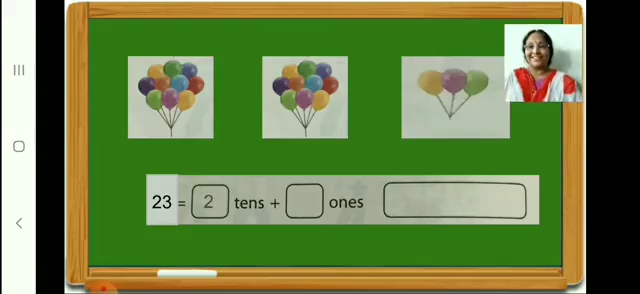 23 = 2 tens + ones